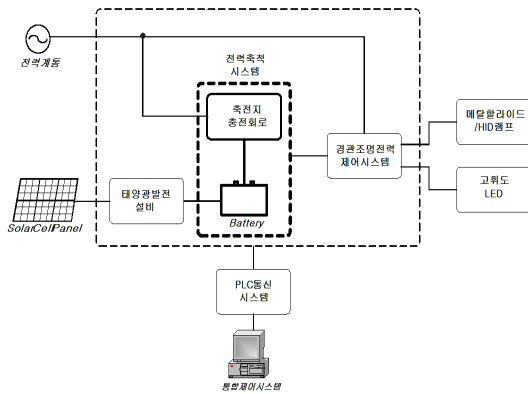 전력계통
전력축적
시스템
축전지
충전회로
Battery
경관조명전력
제어시스템
메탈할라이드
/HID램프
고휘도
LED
태양광발전
설비
SolarCellPanel
PLC통신
시스템
통합제어시스템